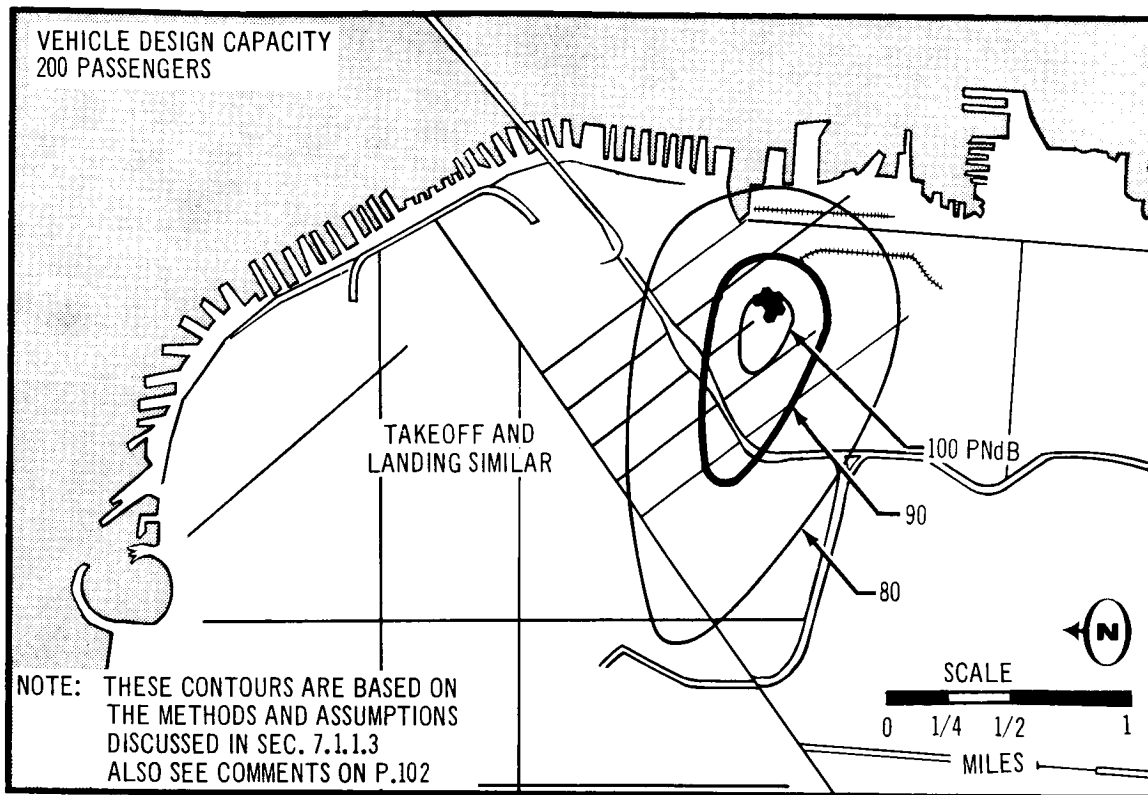 VEHICLE DESIGN CAPACITY
200 PASSENGERS
TAKEOFF AND
LANDING SIMILAR
100 PNdB
90
80
N
NOTE: THESE CONTOURS ARE BASED ON
THE METHODS AND ASSUMPTIONS
DISCUSSED IN SEC. 7.1.1.3
ALSO SEE COMMENTS ON P.102
SCALE
0 1/4 1/2 1
MILES